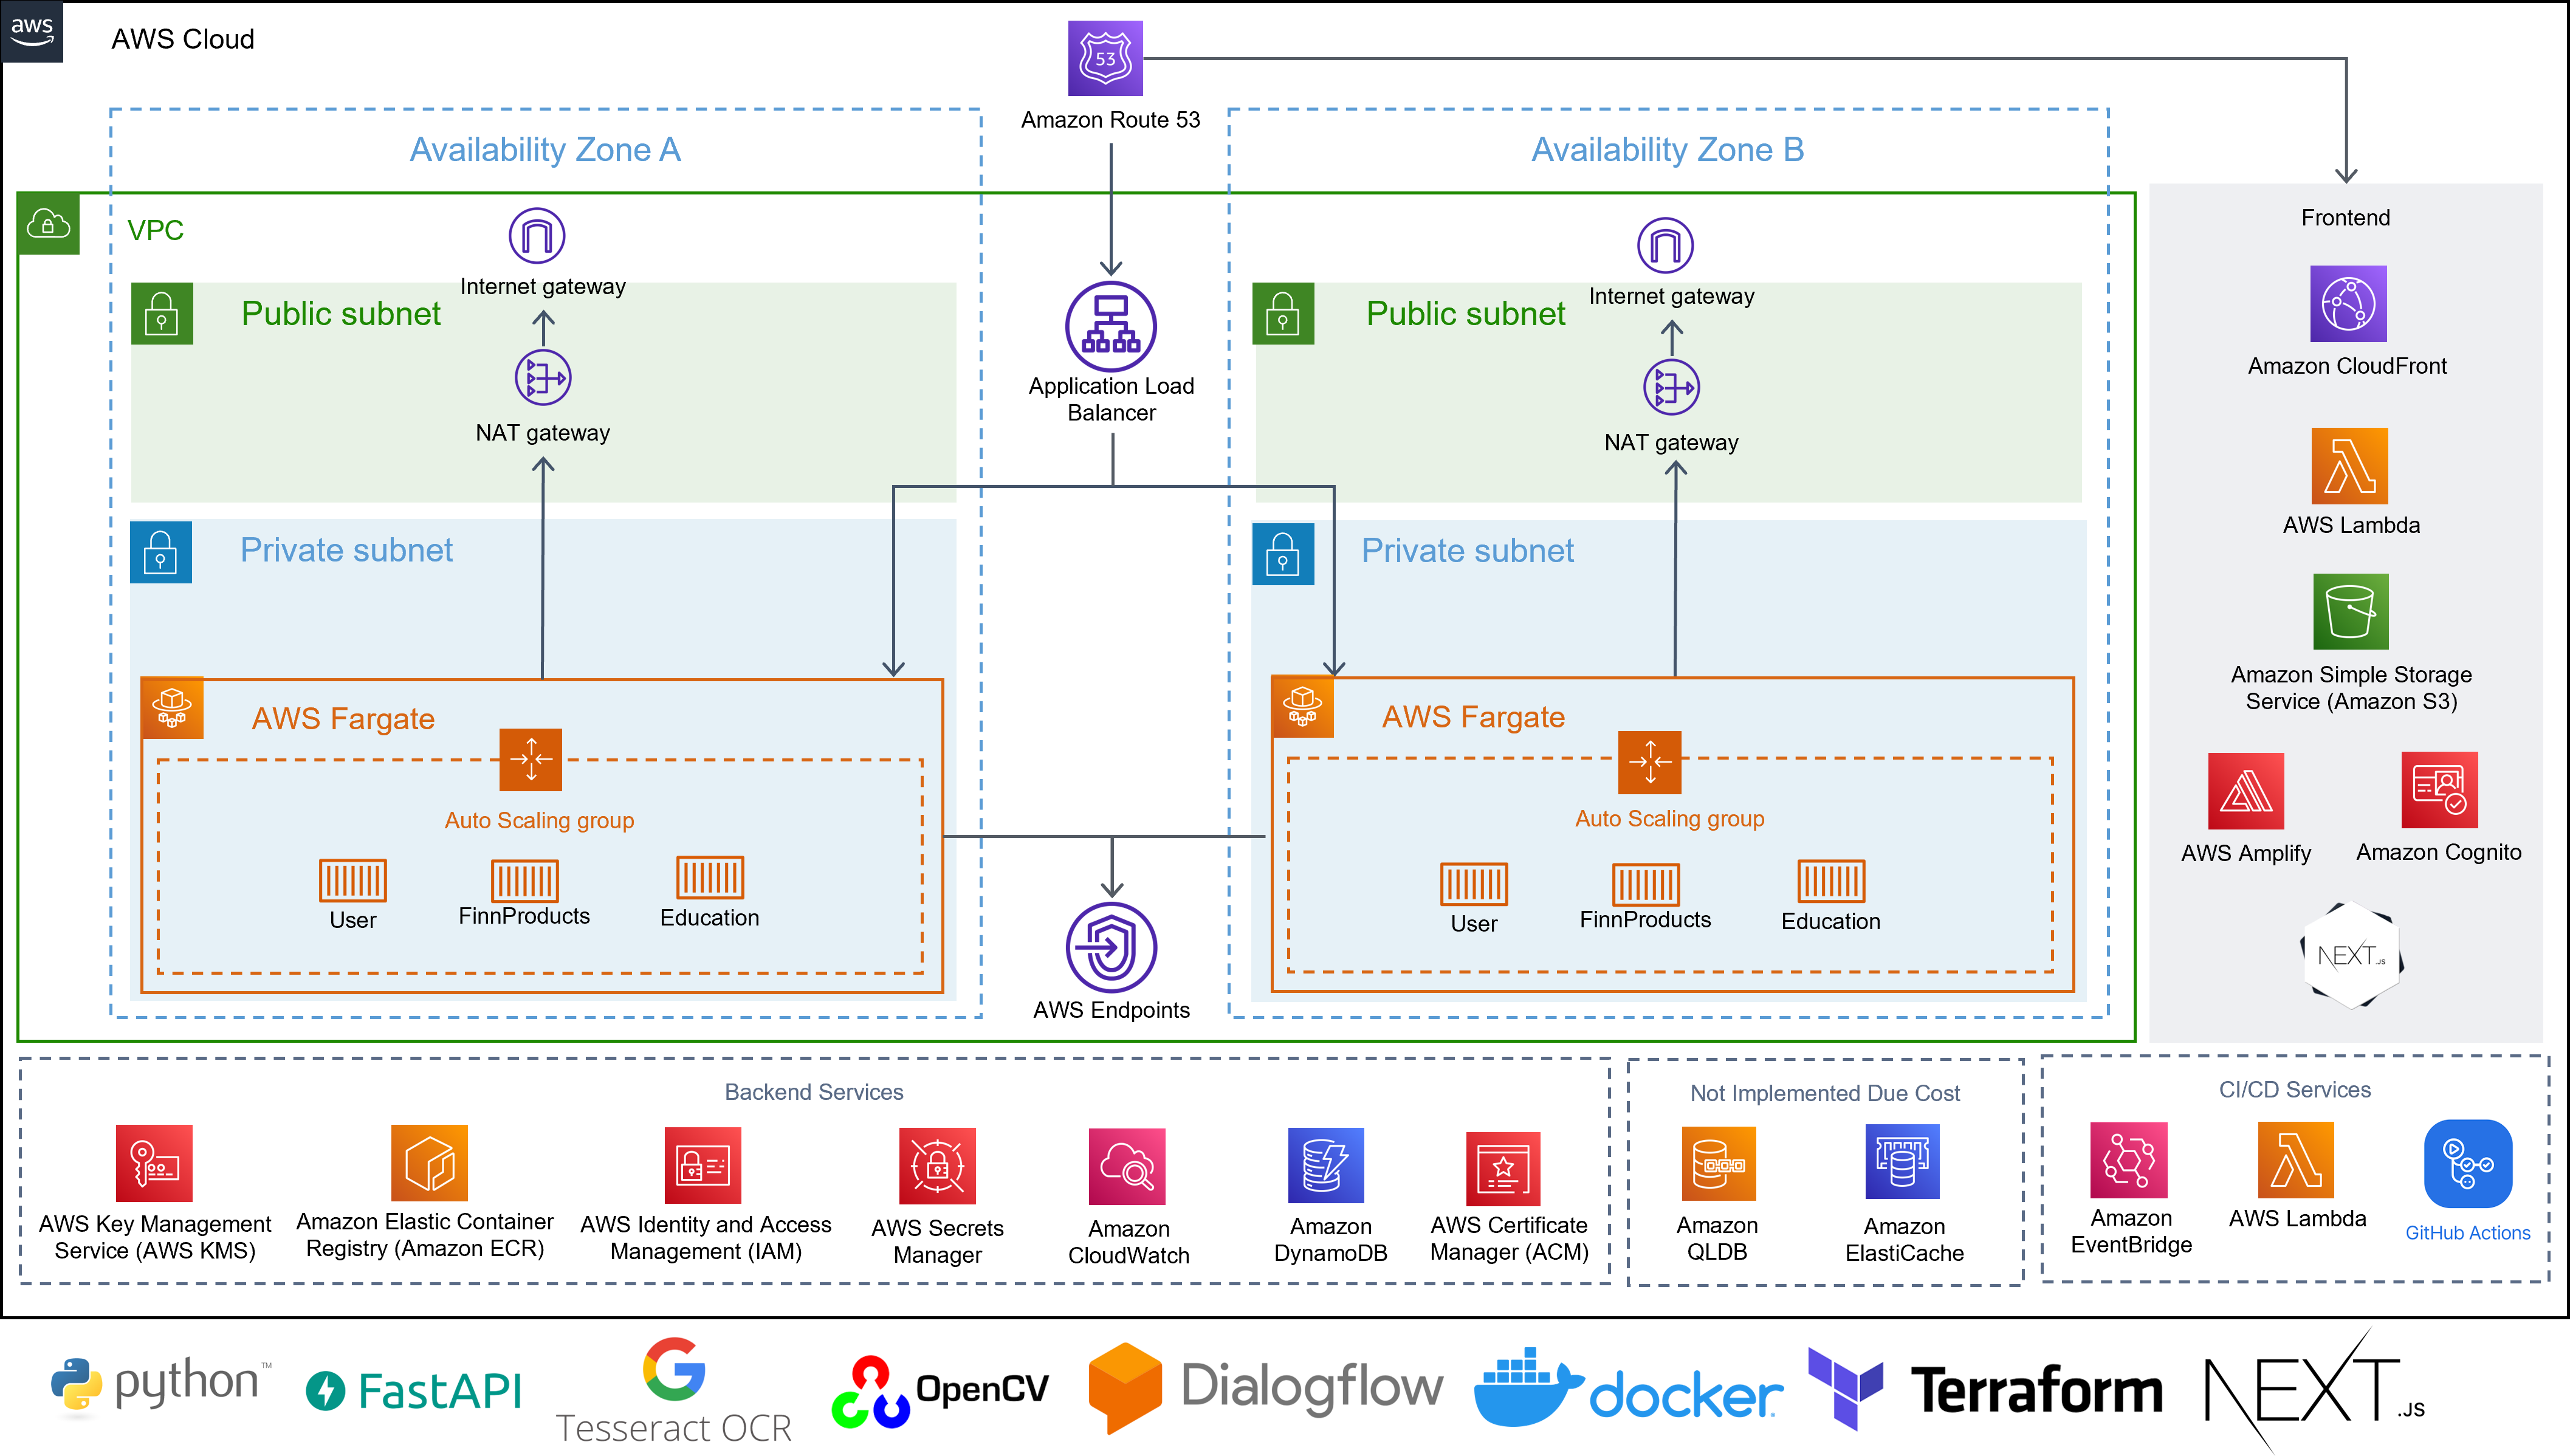 aws
AWS Cloud
53
Amazon Route 53
Availability Zone A
Availability Zone B
VPC
Internet gateway
Public subnet
NAT gateway
Private subnet
AWS Fargate
Auto Scaling group
User
FinnProducts
Education
Application Load
Balancer
AWS Endpoints
Internet gateway
Public subnet
NAT gateway
Private subnet
AWS Fargate
Auto Scaling group
User
FinnProducts
Education
Frontend
Amazon CloudFront
AWS Lambda
Amazon Simple Storage
Service (Amazon S3)
AWS Amplify
Amazon Cognito
NEXT.JS
Backend Services
AWS Key Management
Service (AWS KMS)
Amazon Elastic Container
Registry (Amazon ECR)
AWS Identity and Access
Management (IAM)
AWS Secrets
Manager
Amazon
CloudWatch
Amazon
DynamoDB
AWS Certificate
Manager (ACM)
Not Implemented Due Cost
Amazon
QLDB
Amazon
ElastiCache
CI/CD Services
Amazon
EventBridge
AWS Lambda
GitHub Actions
python™
FastAPI
Tesseract OCR
OpenCV
Dialogflow
docker
Terraform
NEXT.JS